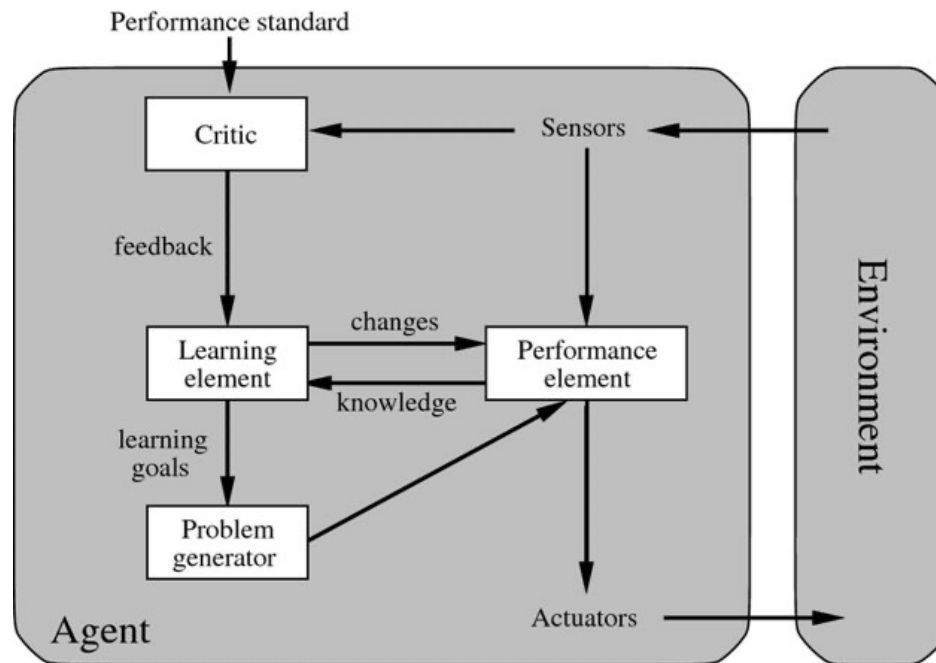 Performance standard
Critic
Sensors
feedback
changes
Learning
element
Performance
element
knowledge
learning
goals
Problem
generator
Agent
Actuators
Environment